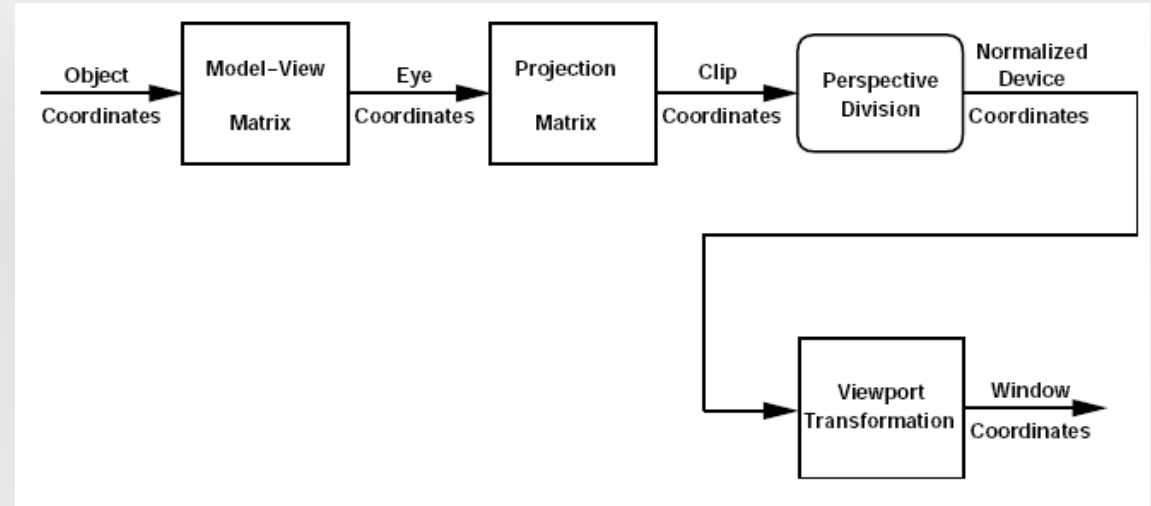 Object
Coordinates
Model-View
Matrix
Eye
Coordinates
Projection
Matrix
Clip
Coordinates
Perspective
Division
Normalized
Device
Coordinates
Viewport
Transformation
Window
Coordinates